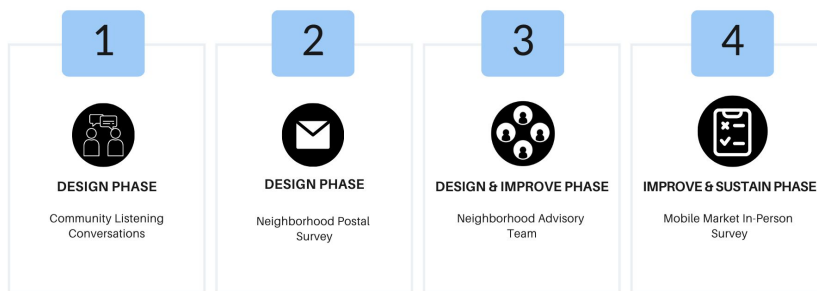 1
DESIGN PHASE
Community Listening
Conversations
2
DESIGN PHASE
Neighborhood Postal
Survey
3
DESIGN & IMPROVE PHASE
Neighborhood Advisory
Team
4
IMPROVE & SUSTAIN PHASE
Mobile Market In-Person
Survey